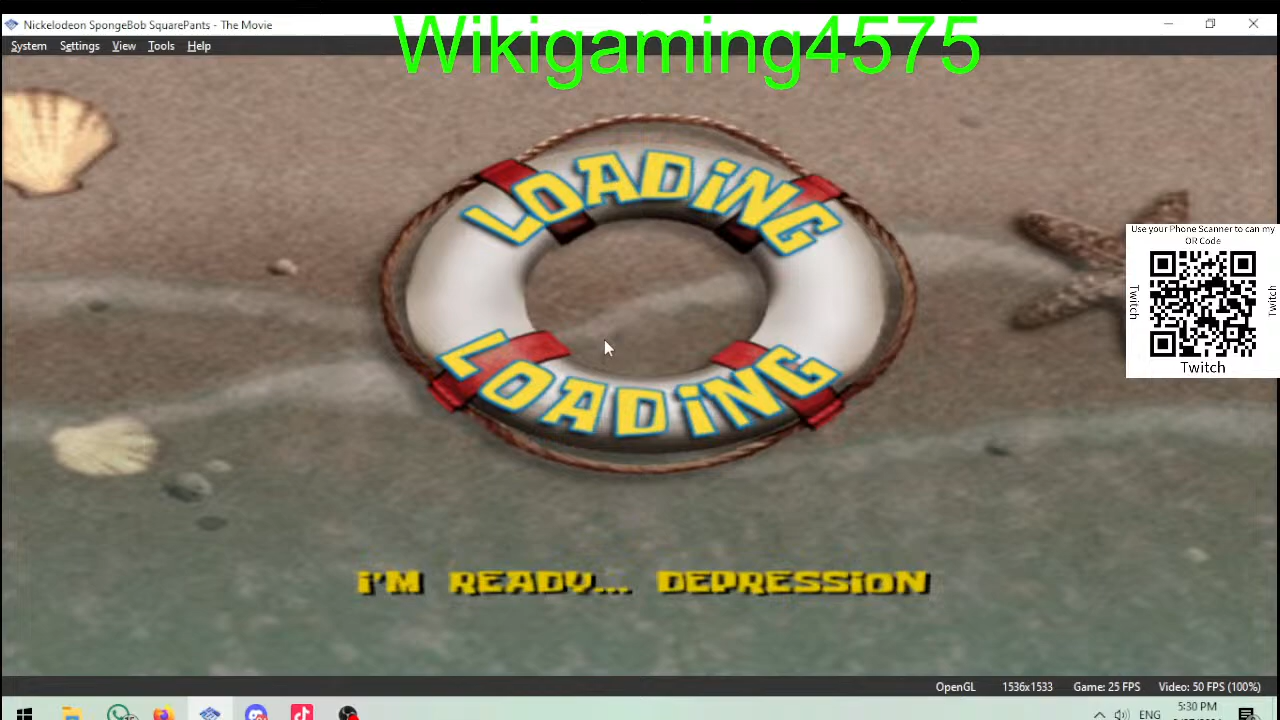 Nickelodeon SpongeBob SquarePants - The Movie
Wikigaming4575
System Settings View Tools Help
LOADiNG
Use your Phone Scanner to can my
QR Code
Twitch
Twitch
Twitch
LOADiNG
i'M READY... DEPRESSiON
OpenGL 1536x1533 Game: 25 FPS Video: 50 FPS (100%)
ENG
5:30 PM